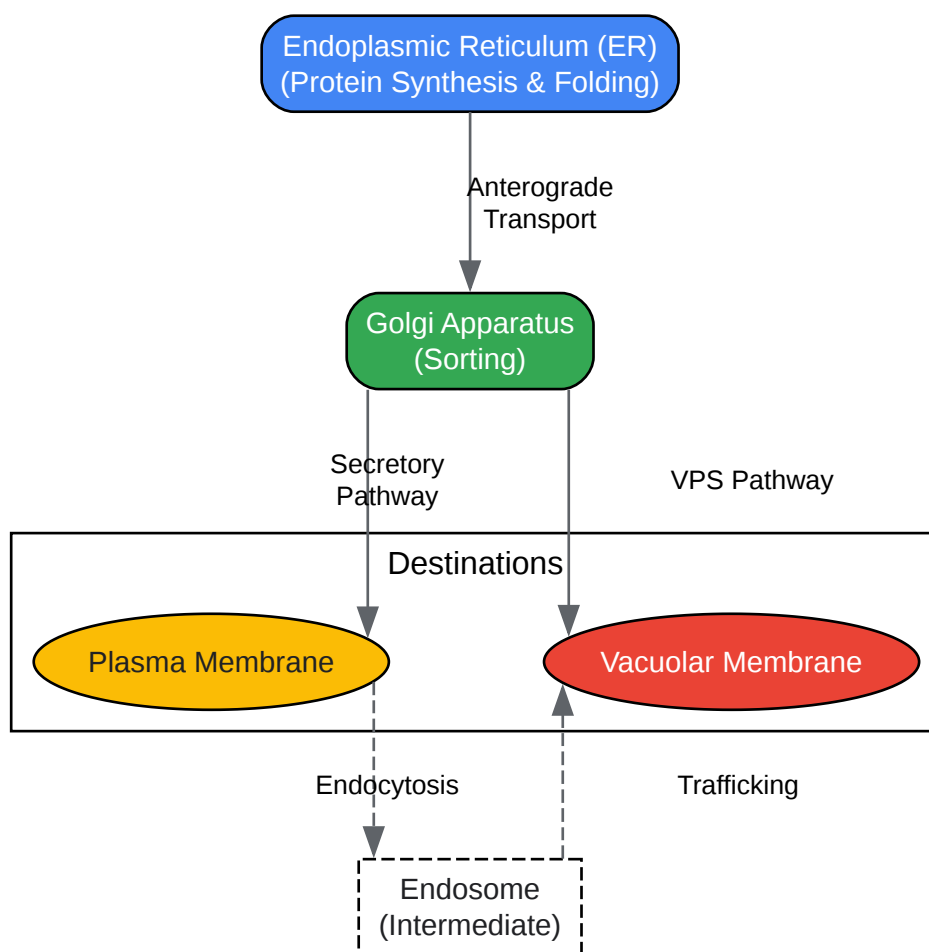 Endoplasmic Reticulum (ER)
(Protein Synthesis & Folding)
Anterograde
Transport
Golgi Apparatus
(Sorting)
Secretory
Pathway
VPS Pathway
Destinations
Plasma Membrane
Vacuolar Membrane
Endocytosis
Trafficking
Endosome
(Intermediate)